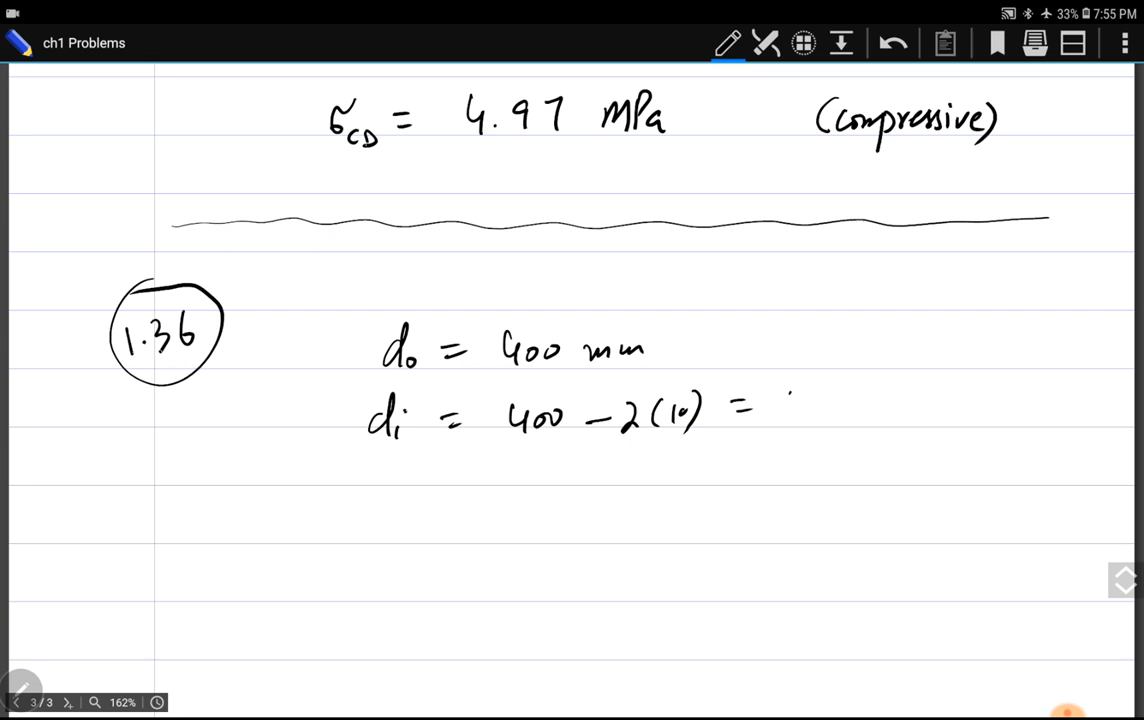 33% 7:55 PM
ch1 Problems
σCD = 4.97 MPa (compressive)
1.36
do = 400 mm
di = 400 - 2(10) =
3/3 162%